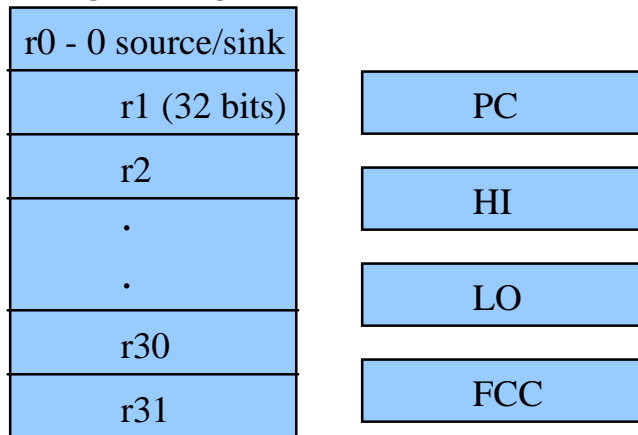 r0 - 0 source/sink
r1 (32 bits)
r2
.
.
r30
r31
PC
HI
LO
FCC